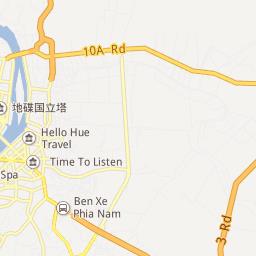 10A Rd
地碟国立塔
Hello Hue
Travel
Time To Listen
Spa
Ben Xe
Phia Nam
3 Rd